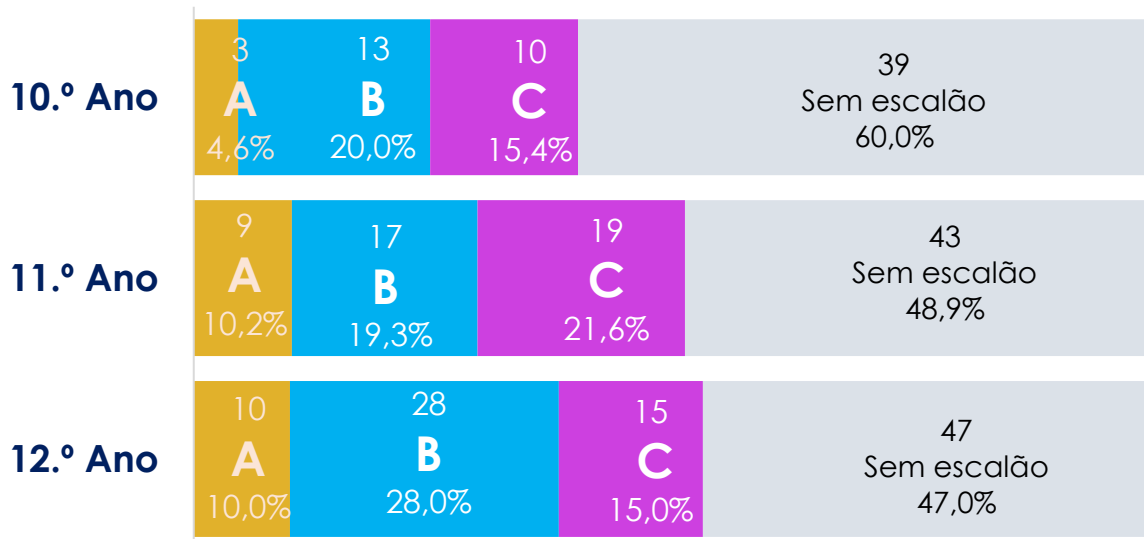 10.º Ano
3
A
4,6%
13
B
20,0%
10
C
15,4%
39
Sem escalão
60,0%
11.º Ano
9
A
10,2%
17
B
19,3%
19
C
21,6%
43
Sem escalão
48,9%
12.º Ano
10
A
10,0%
28
B
28,0%
15
C
15,0%
47
Sem escalão
47,0%